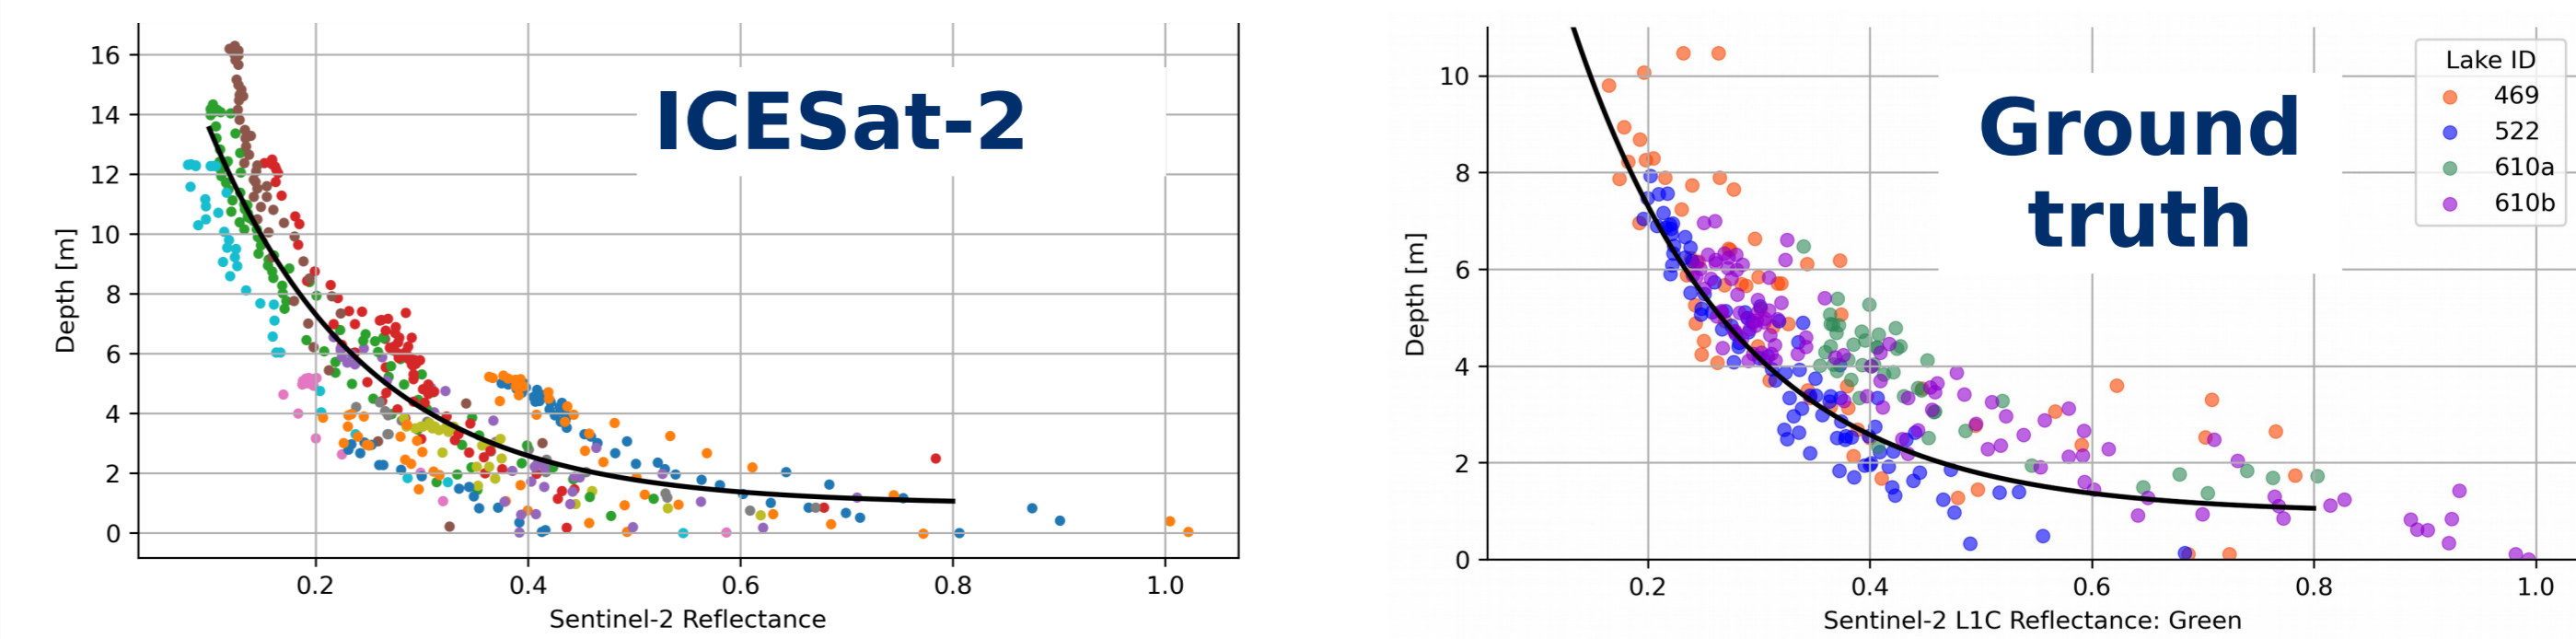 16
14
12
10
8
6
4
2
0
Depth [m]
0.2 0.4 0.6 0.8 1.0
Sentinel-2 Reflectance
ICESat-2
10
8
6
4
2
0
Depth [m]
0.2 0.4 0.6 0.8 1.0
Sentinel-2 L1C Reflectance: Green
Ground
truth
Lake ID
469
522
610a
610b